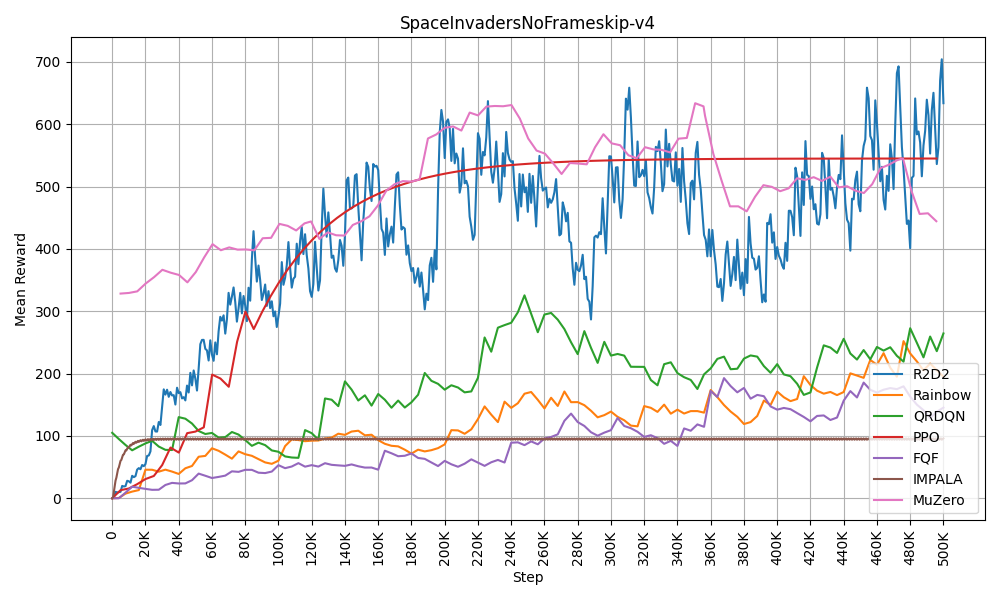 SpaceInvadersNoFrameskip-v4
Mean Reward
700
600
500
400
300
200
100
0
R2D2
Rainbow
QRDQN
PPO
FQF
IMPALA
MuZero
0
20K
40K
60K
80K
100K
120K
140K
160K
180K
200K
220K
240K
260K
280K
300K
320K
340K
360K
380K
400K
420K
440K
460K
480K
500K
Step